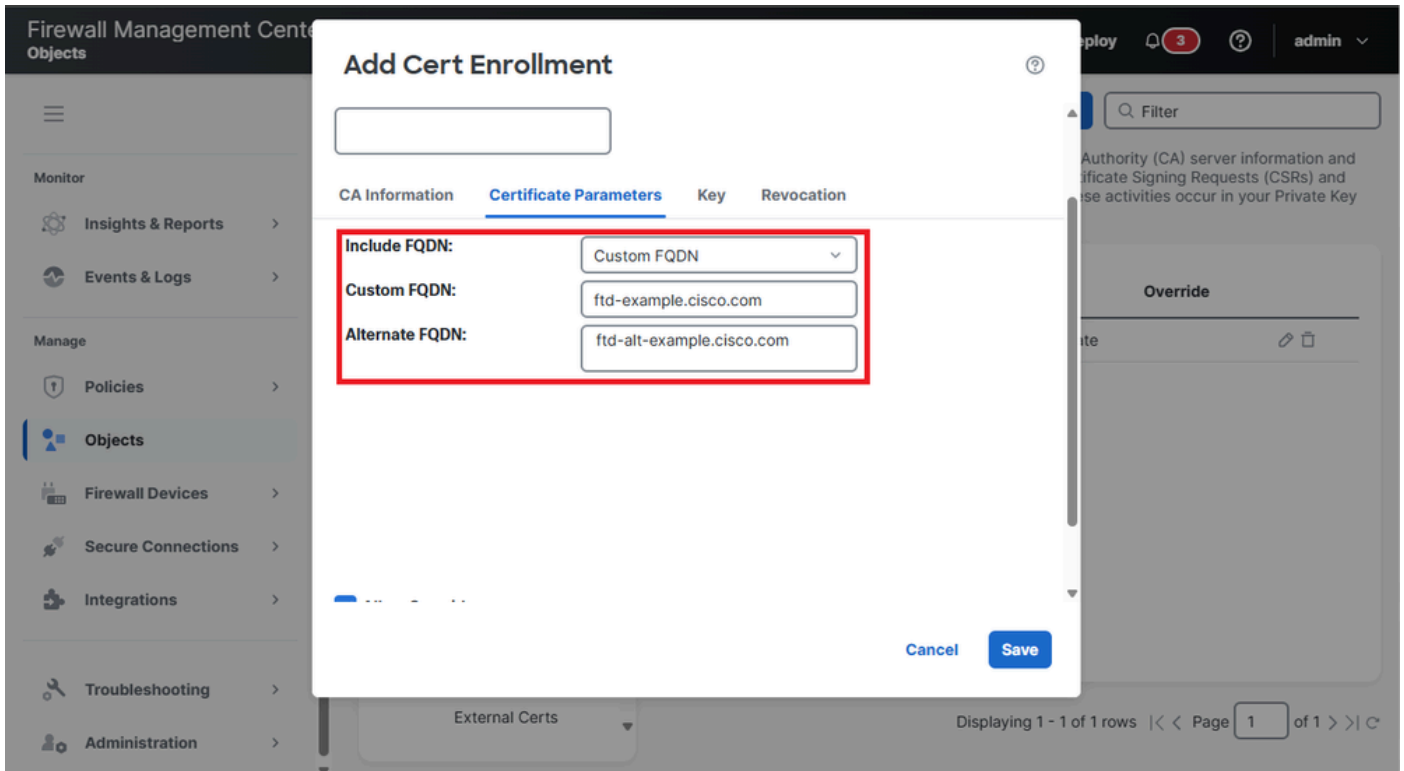 Firewall Management Cente
Objects
eploy
3
admin
Add Cert Enrollment
Filter
Authority (CA) server information and
tificate Signing Requests (CSRs) and
ese activities occur in your Private Key
Monitor
Insights & Reports
Events & Logs
Manage
Policies
Objects
Firewall Devices
Secure Connections
Integrations
Troubleshooting
Administration
CA Information
Certificate Parameters
Key
Revocation
Include FQDN:
Custom FQDN
Custom FQDN:
ftd-example.cisco.com
Alternate FQDN:
ftd-alt-example.cisco.com
Override
ate
Cancel
Save
External Certs
Displaying 1 - 1 of 1 rows |< < Page 1 of 1 > >|